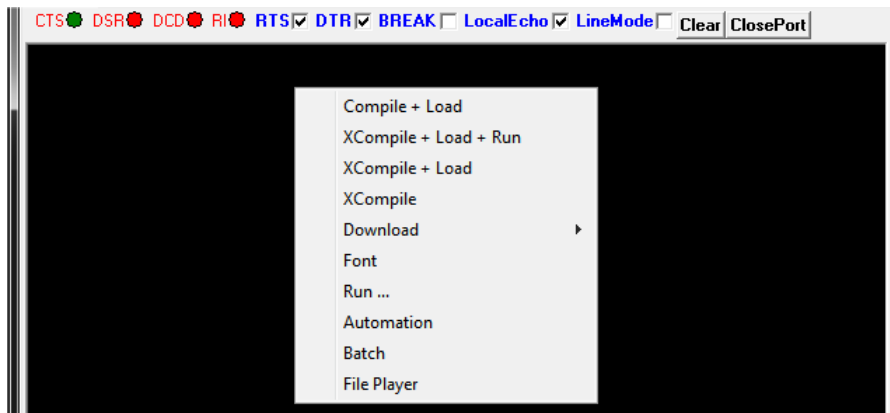 CTS DSR DCD RI RTS DTR BREAK LocalEcho LineMode Clear ClosePort
Compile + Load
XCompile + Load + Run
XCompile + Load
XCompile
Download
Font
Run ...
Automation
Batch
File Player